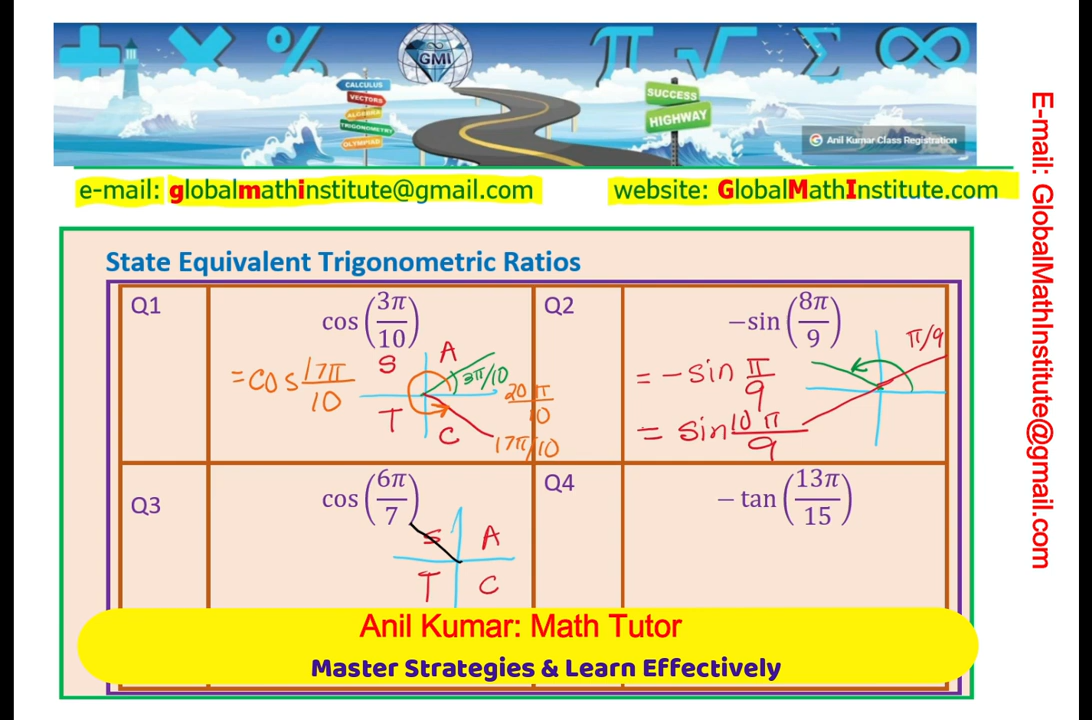 GMI
CALCULUS
VECTORS
ALGEBRA
TRIGONOMETRY
OLYMPIAD
SUCCESS
HIGHWAY
+ × % π √ Σ ∞
G Anil Kumar Class Registration
e-mail: globalmathinstitute@gmail.com
website: GlobalMathInstitute.com
E-mail: GlobalMathInstitute@gmail.com
State Equivalent Trigonometric Ratios
Q1
cos(3π/10)
= cos 17π/10
S A
T C
3π/10
20π/10
17π/10
Q2
−sin(8π/9)
π/9
= −sin π/9
= sin 10π/9
Q3
cos(6π/7)
S A
T C
Q4
− tan(13π/15)
Anil Kumar: Math Tutor
Master Strategies & Learn Effectively